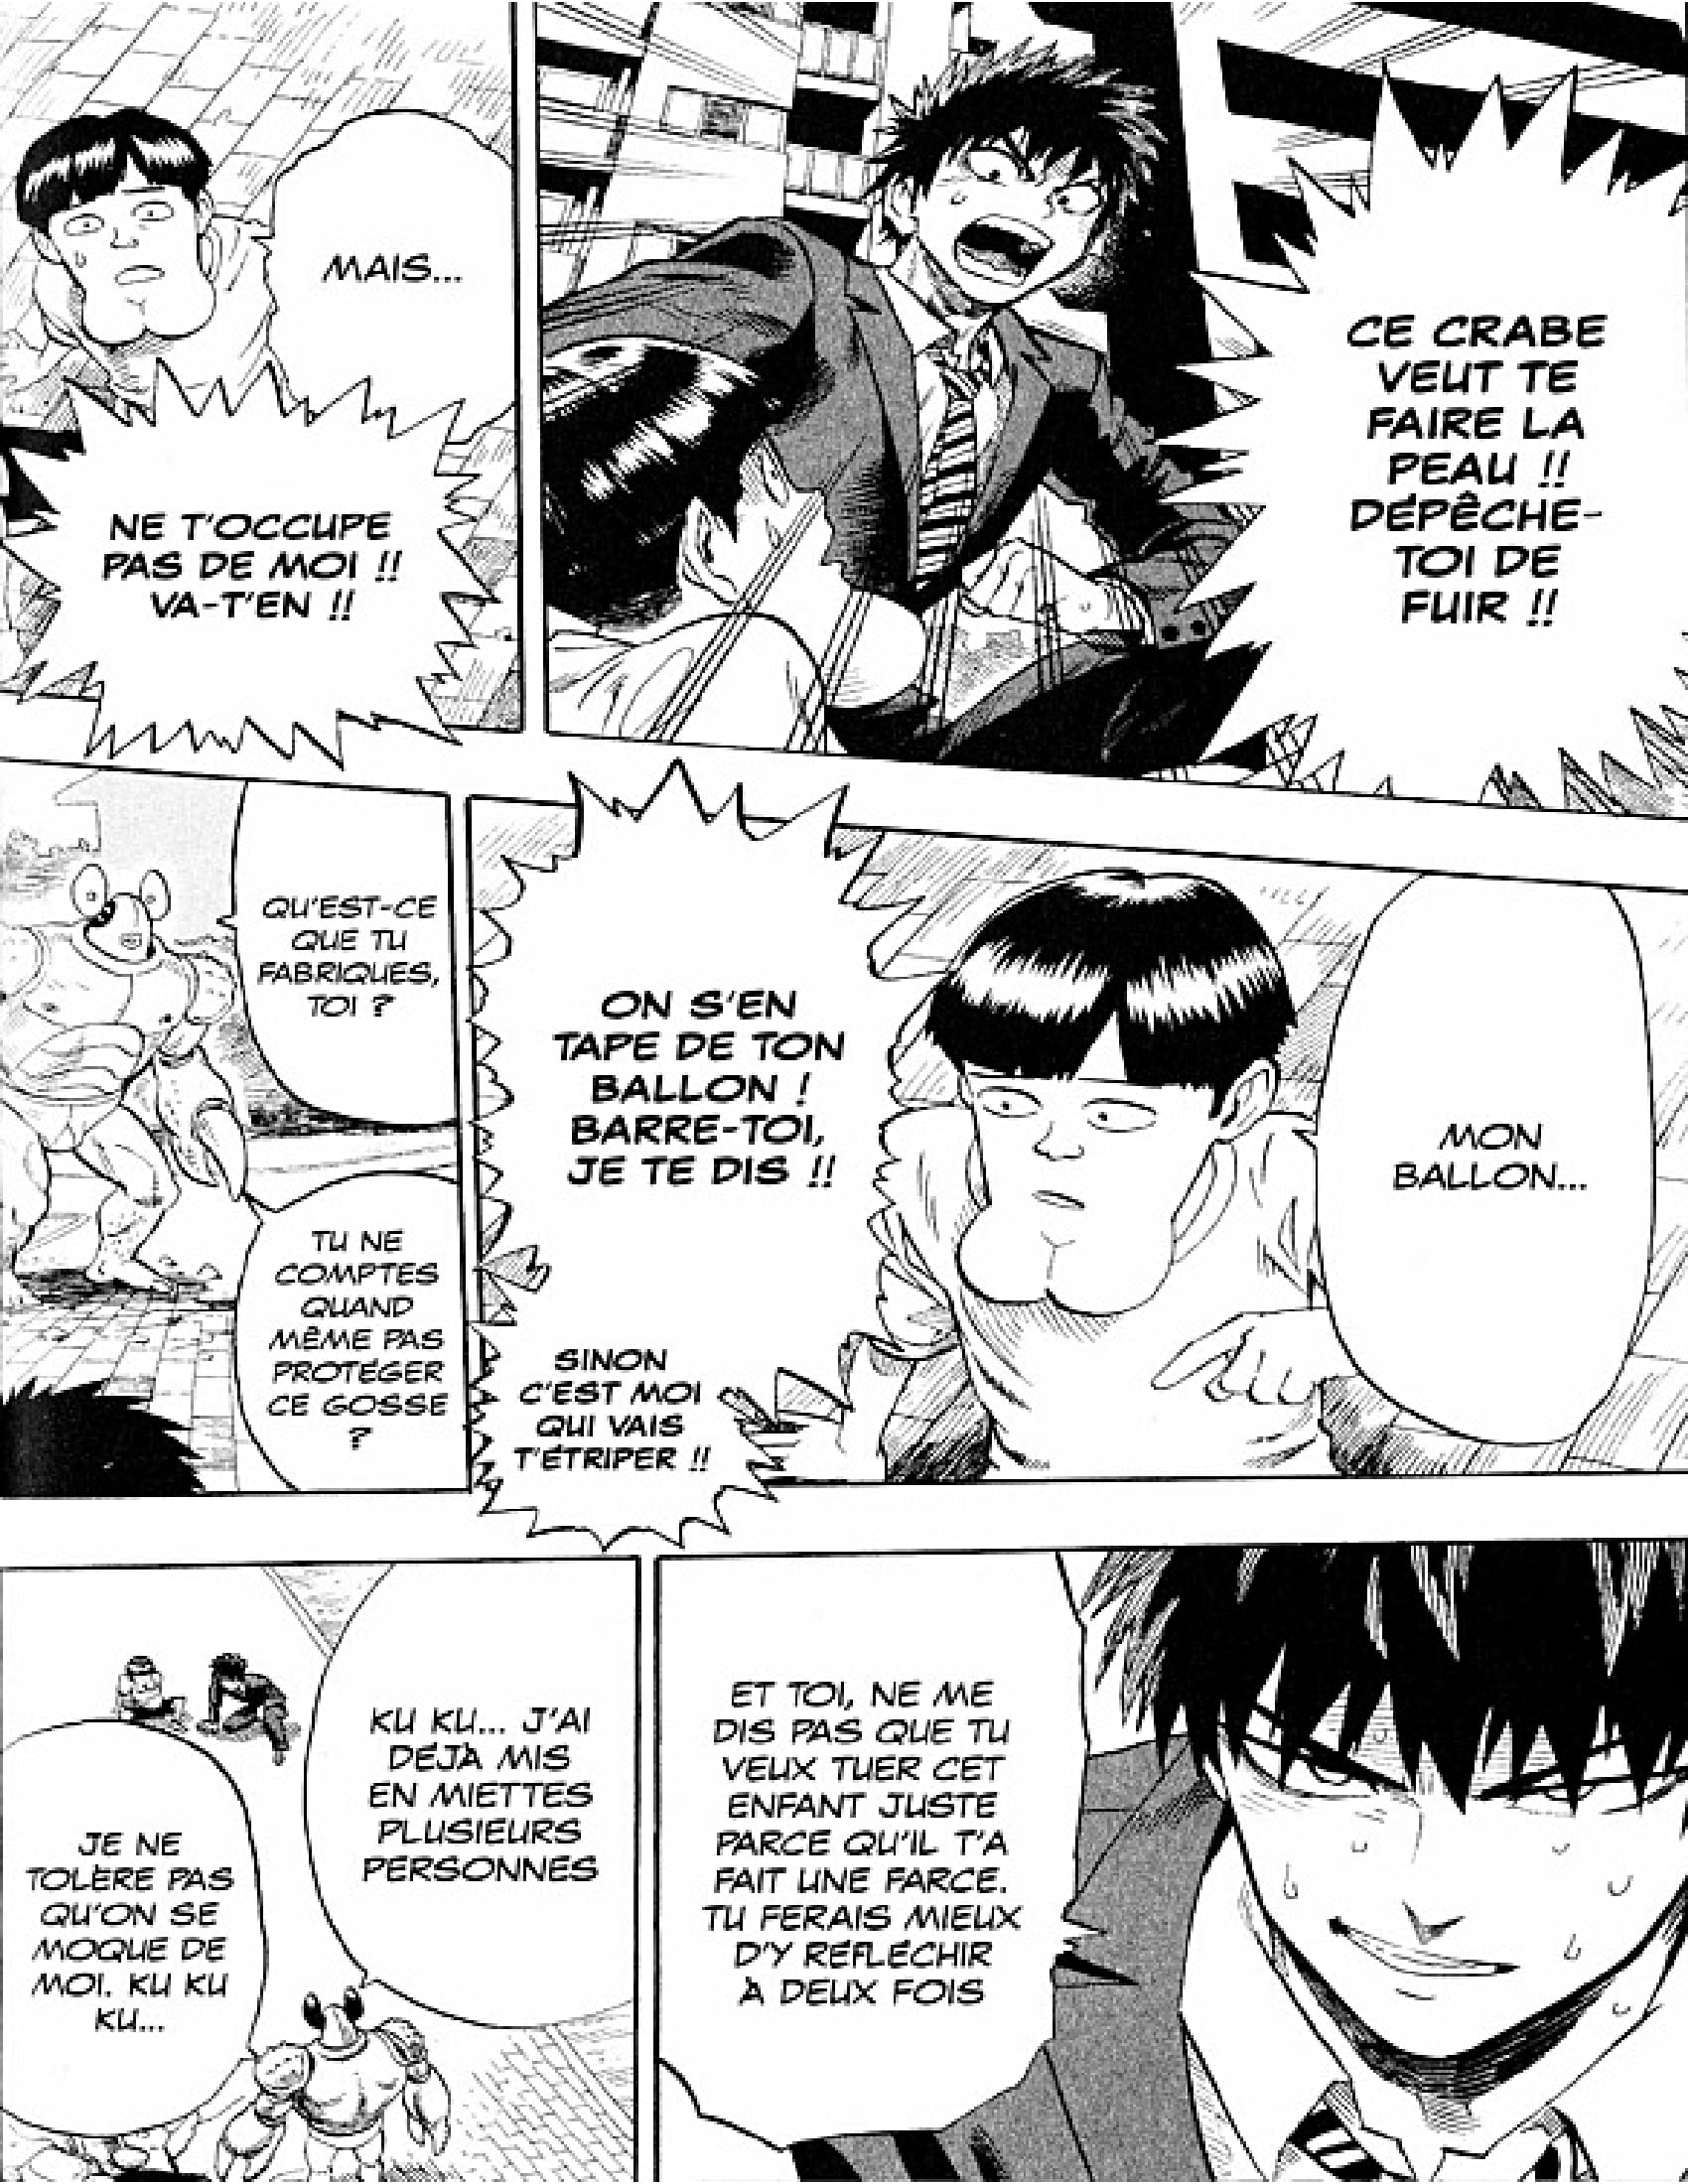 CE CRABE
VEUT TE
FAIRE LA
PEAU !!
DÉPÊCHE-
TOI DE
FUIR !!
MAIS...
NE T'OCCUPE
PAS DE MOI !!
VA-T'EN !!
MON
BALLON...
ON S'EN
TAPE DE TON
BALLON !
BARRE-TOI,
JE TE DIS !!
SINON
C'EST MOI
QUI VAIS
T'ÉTRIPER !!
QU'EST-CE
QUE TU
FABRIQUES,
TOI ?
TU NE
COMPTES
QUAND
MÊME PAS
PROTÉGER
CE GOSSE
?
ET TOI, NE ME
DIS PAS QUE TU
VEUX TUER CET
ENFANT JUSTE
PARCE QU'IL T'A
FAIT UNE FARCE.
TU FERAIS MIEUX
D'Y RÉFLÉCHIR
À DEUX FOIS
KU KU... J'AI
DÉJÀ MIS
EN MIETTES
PLUSIEURS
PERSONNES
JE NE
TOLÈRE PAS
QU'ON SE
MOQUE DE
MOI. KU KU
KU...